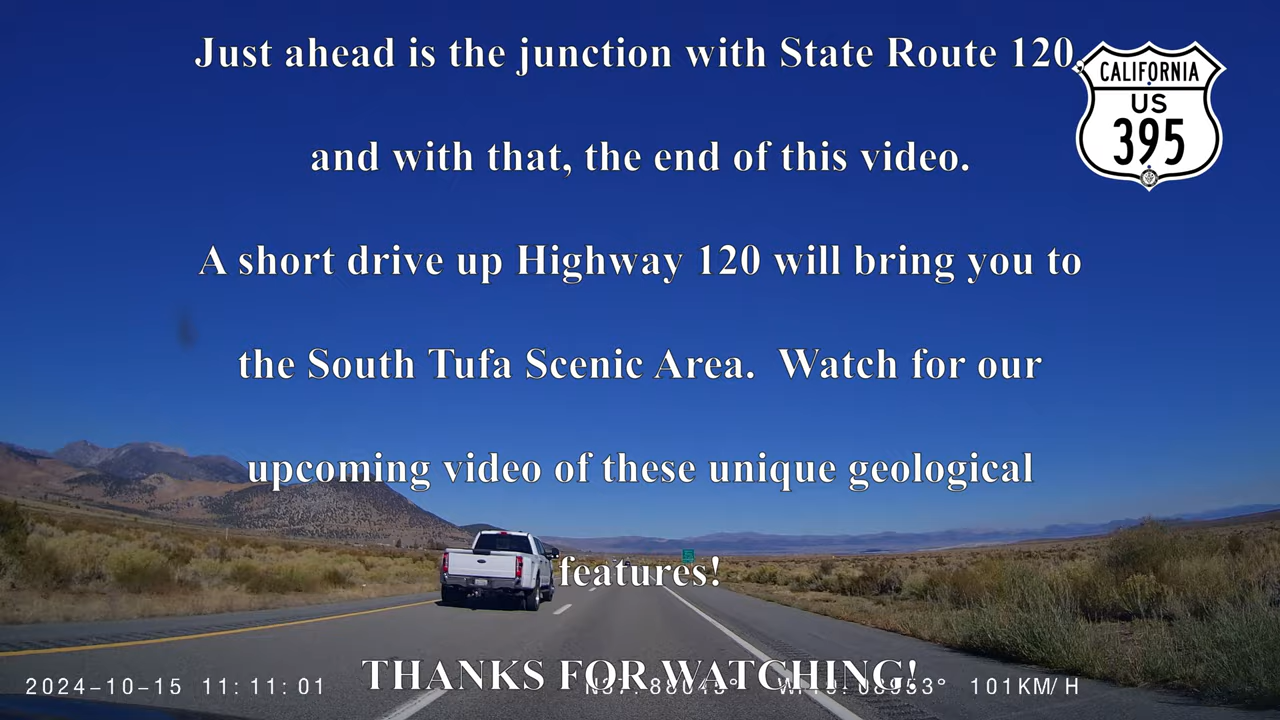 Just ahead is the junction with State Route 120,
CALIFORNIA
US
395
and with that, the end of this video.
A short drive up Highway 120 will bring you to
the South Tufa Scenic Area. Watch for our
upcoming video of these unique geological
features!
THANKS FOR WATCHING!
2024-10-15 11:11:01 101KM/H